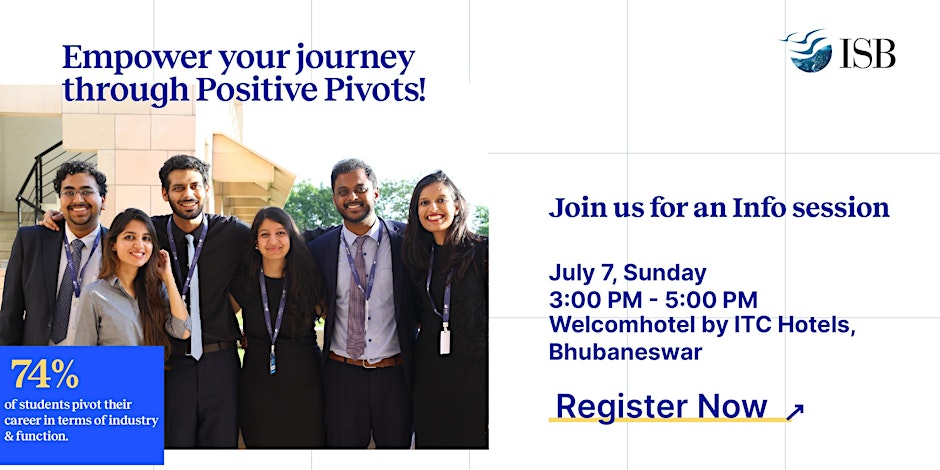 Empower your journey
through Positive Pivots!
ISB
Join us for an Info session
July 7, Sunday
3:00 PM - 5:00 PM
Welcomhotel by ITC Hotels,
Bhubaneswar
Register Now ↗
74%
of students pivot their
career in terms of industry
& function.